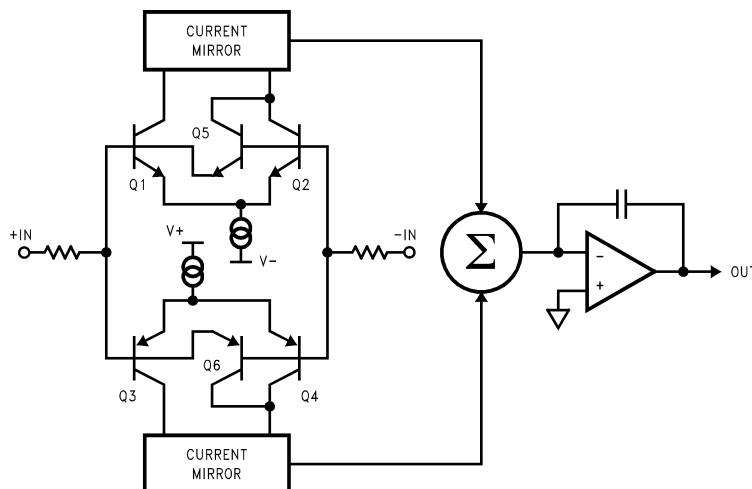 CURRENT
MIRROR
Q5
Q1
Q2
+IN
V+
V-
-IN
Σ
-
+
OUT
Q6
Q3
Q4
CURRENT
MIRROR